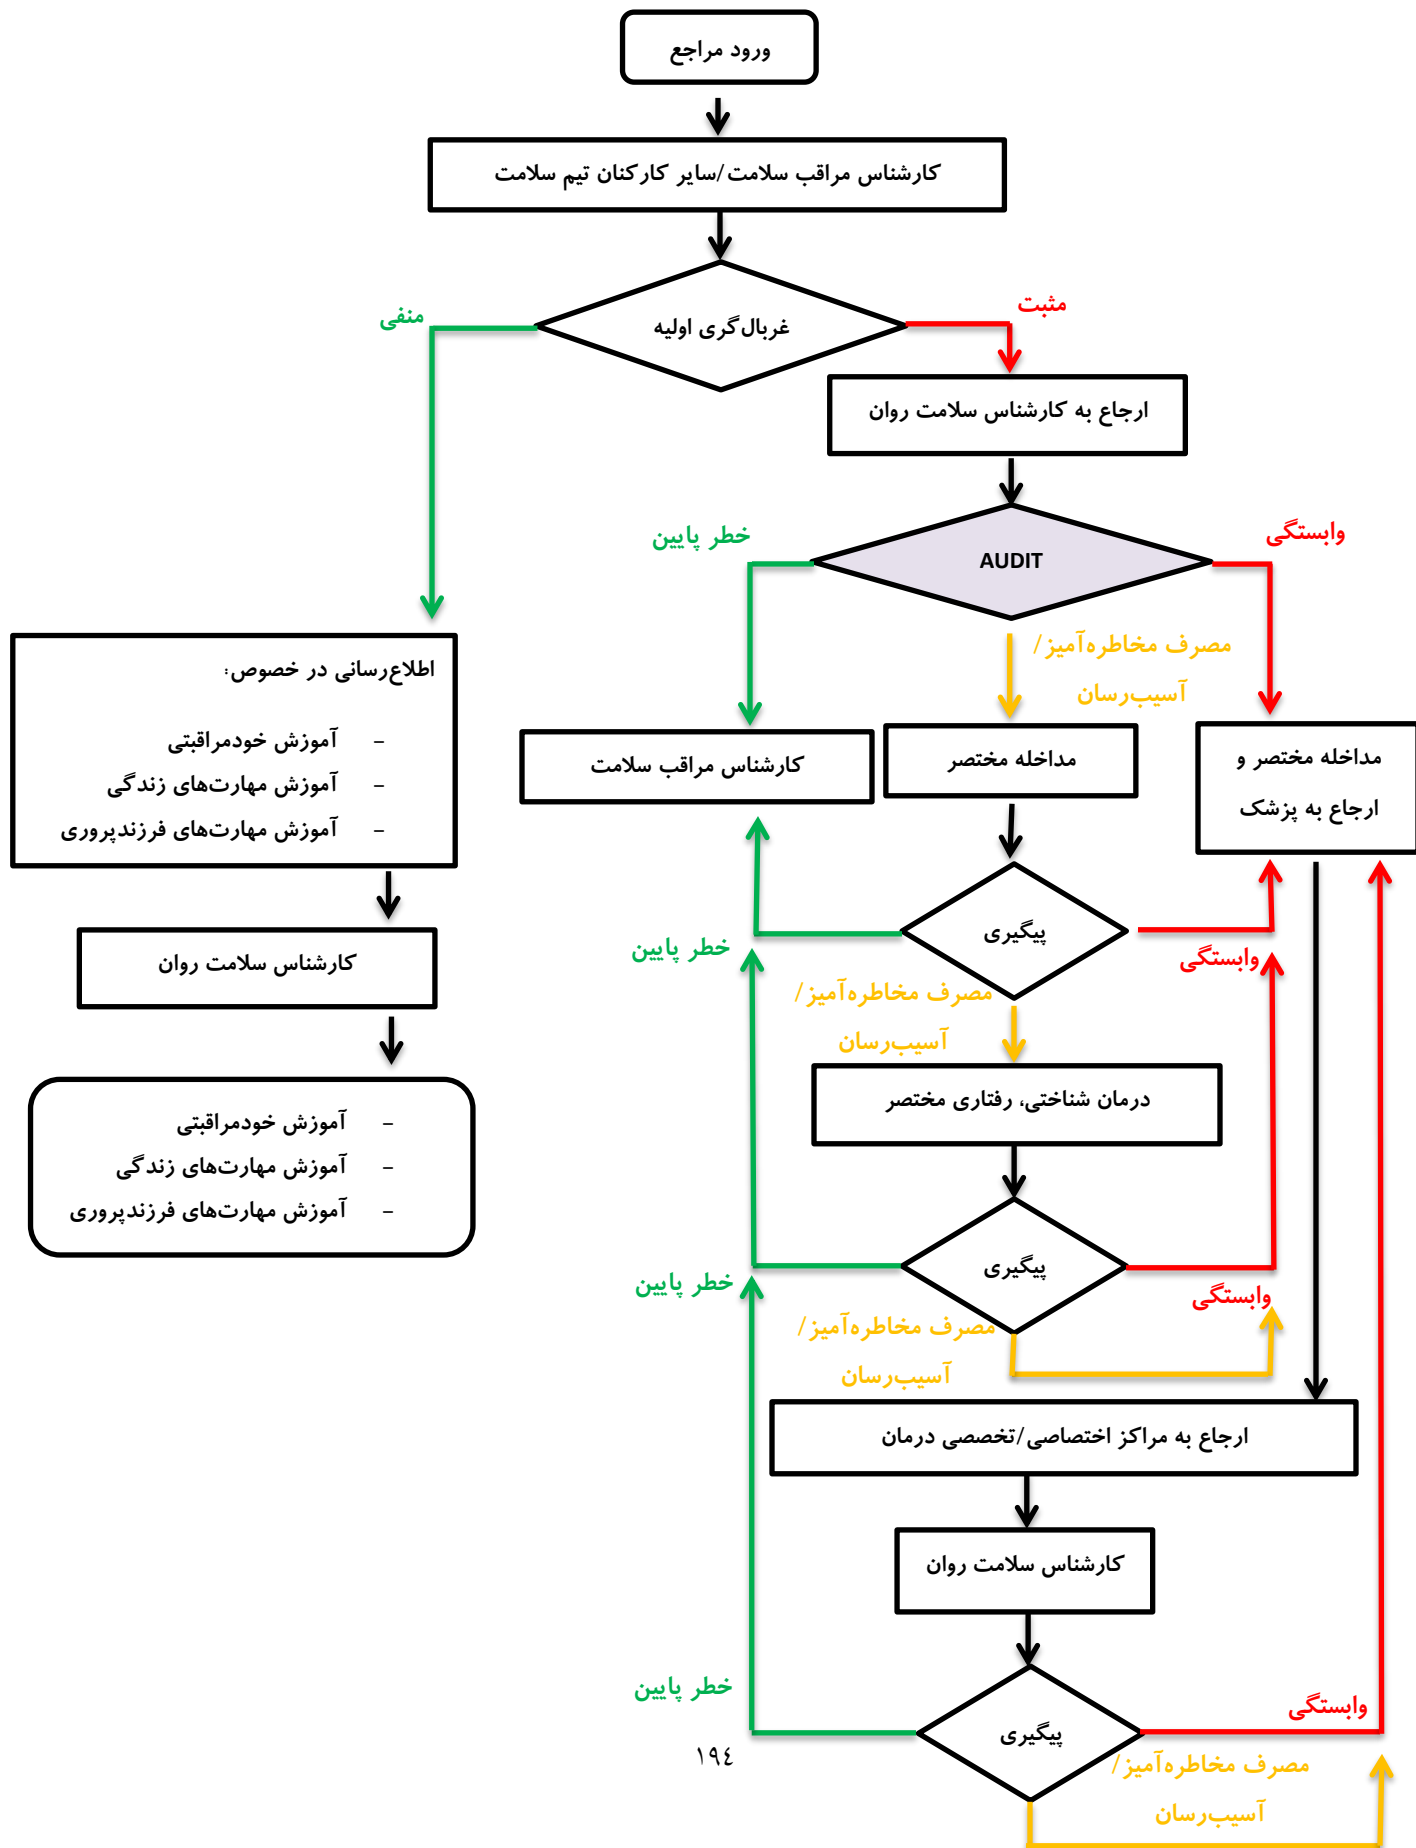 ورود مراجع
کارشناس مراقب سلامت/سایر کارکنان تیم سلامت
غربال‌گری اولیه
مثبت
منفی
ارجاع به کارشناس سلامت روان
AUDIT
وابستگی
خطر پایین
مصرف مخاطره‌آمیز/
آسیب‌رسان
مداخله مختصر و
ارجاع به پزشک
مداخله مختصر
کارشناس مراقب سلامت
اطلاع‌رسانی در خصوص:
- آموزش خودمراقبتی
- آموزش مهارت‌های زندگی
- آموزش مهارت‌های فرزندپروری
کارشناس سلامت روان
- آموزش خودمراقبتی
- آموزش مهارت‌های زندگی
- آموزش مهارت‌های فرزندپروری
پیگیری
وابستگی
خطر پایین
مصرف مخاطره‌آمیز/
آسیب‌رسان
درمان شناختی، رفتاری مختصر
پیگیری
وابستگی
خطر پایین
مصرف مخاطره‌آمیز/
آسیب‌رسان
ارجاع به مراکز اختصاصی/تخصصی درمان
کارشناس سلامت روان
پیگیری
وابستگی
خطر پایین
مصرف مخاطره‌آمیز/
آسیب‌رسان
١٩٤